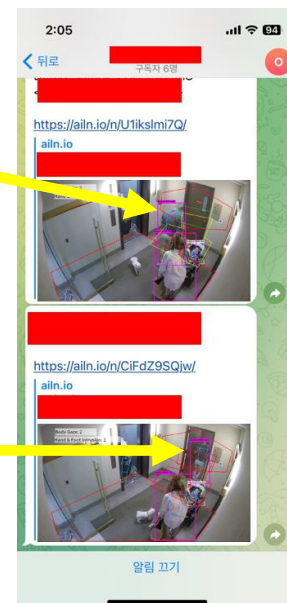 2:05
94
뒤로
구독자 6명
O
https://ailn.io/n/U1ikslmi7Q/
ailn.io
https://ailn.io/n/CiFdZ9SQjw/
ailn.io
Body Gaze: 2
Hand & Foot Intrusion: 1
알림 끄기